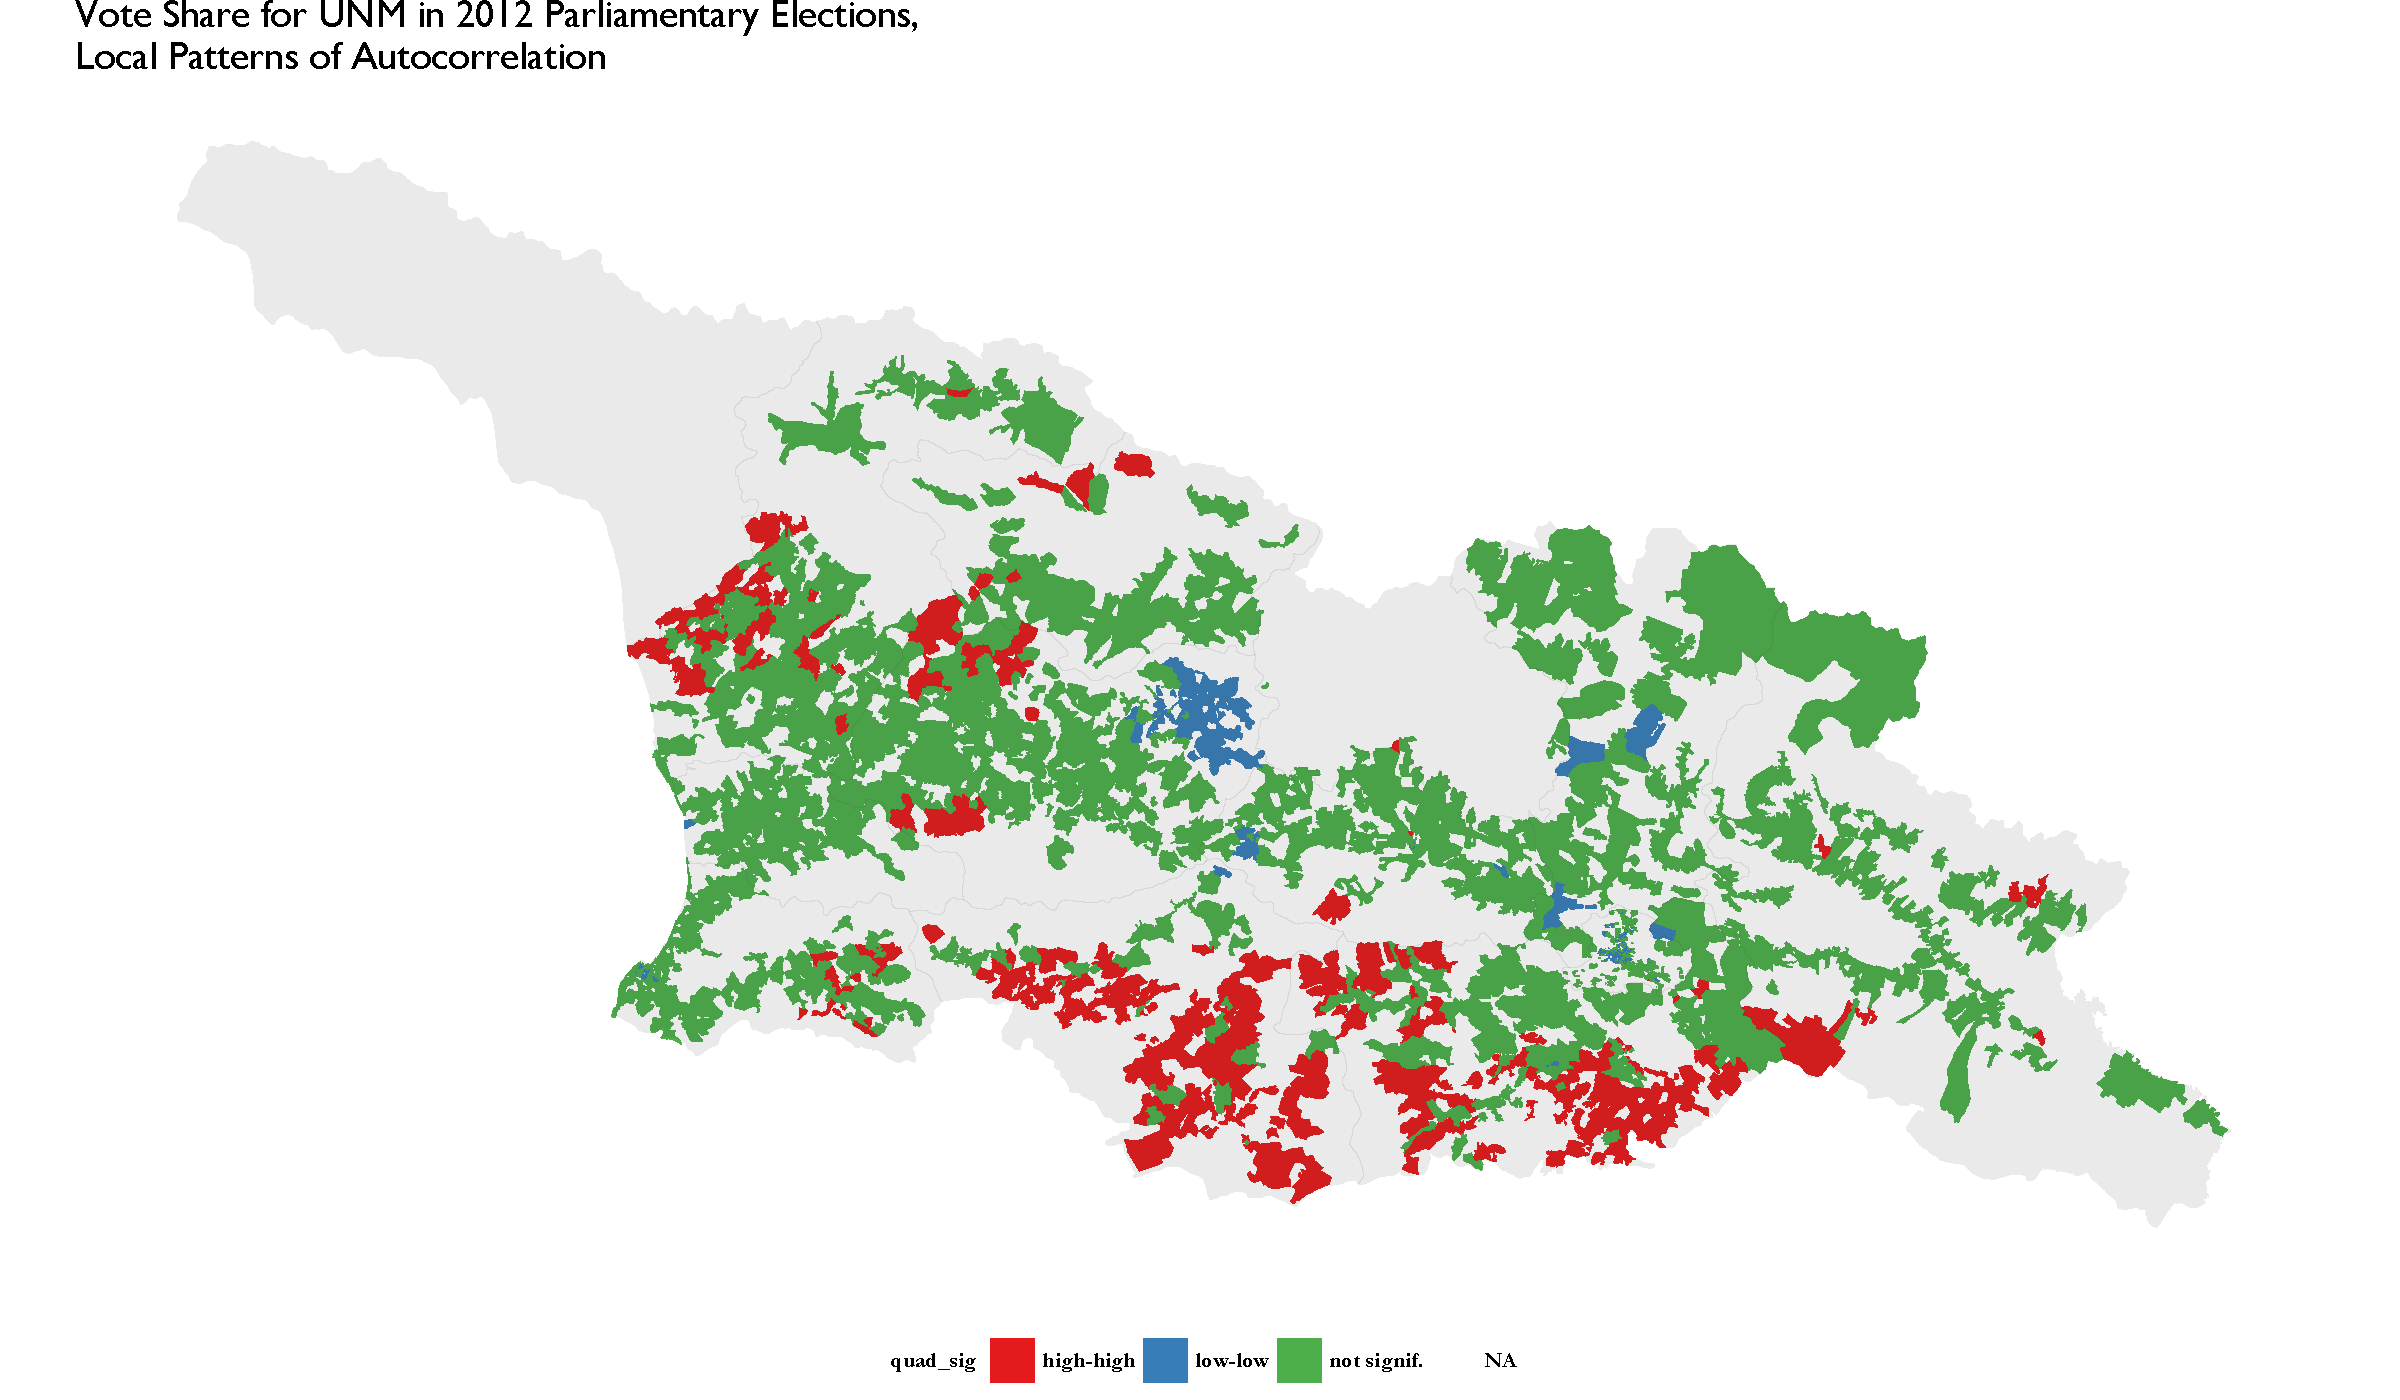 Vote Share for UNM in 2012 Parliamentary Elections,
Local Patterns of Autocorrelation
quad_sig high-high low-low not signif. NA